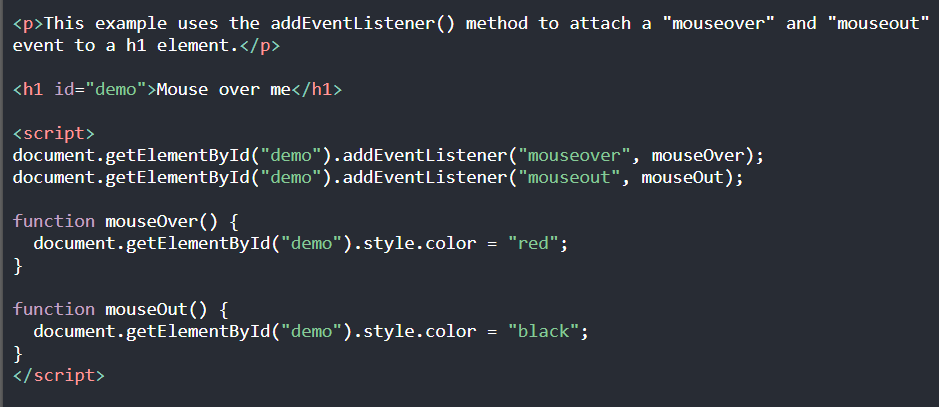 <p>This example uses the addEventListener() method to attach a "mouseover" and "mouseout"
event to a h1 element.</p>
<h1 id="demo">Mouse over me</h1>
<script>
document.getElementById("demo").addEventListener("mouseover", mouseOver);
document.getElementById("demo").addEventListener("mouseout", mouseOut);
function mouseOver() {
  document.getElementById("demo").style.color = "red";
}
function mouseOut() {
  document.getElementById("demo").style.color = "black";
}
</script>